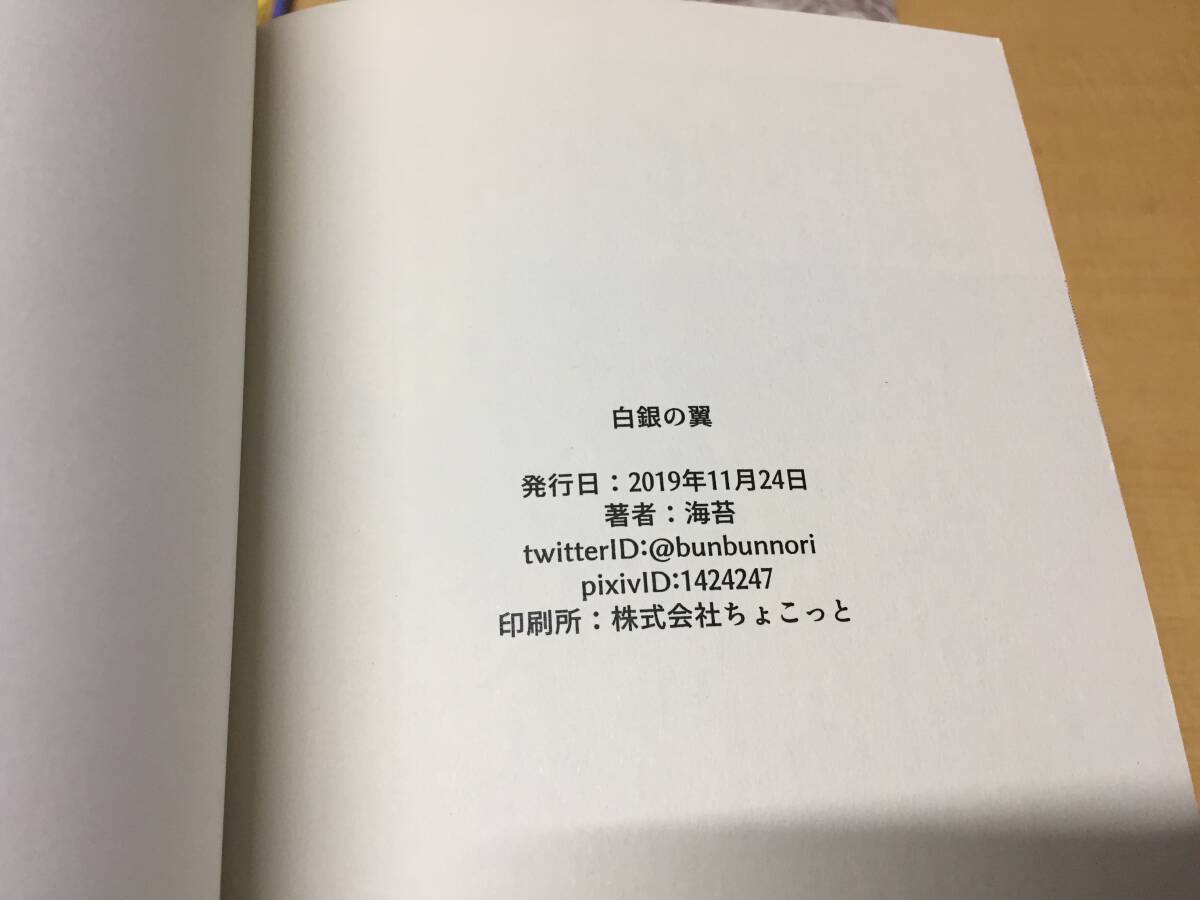 白銀の翼
発行日：2019年11月24日
著者：海苔
twitterID:@bunbunnori
pixivID:1424247
印刷所：株式会社ちょこっと